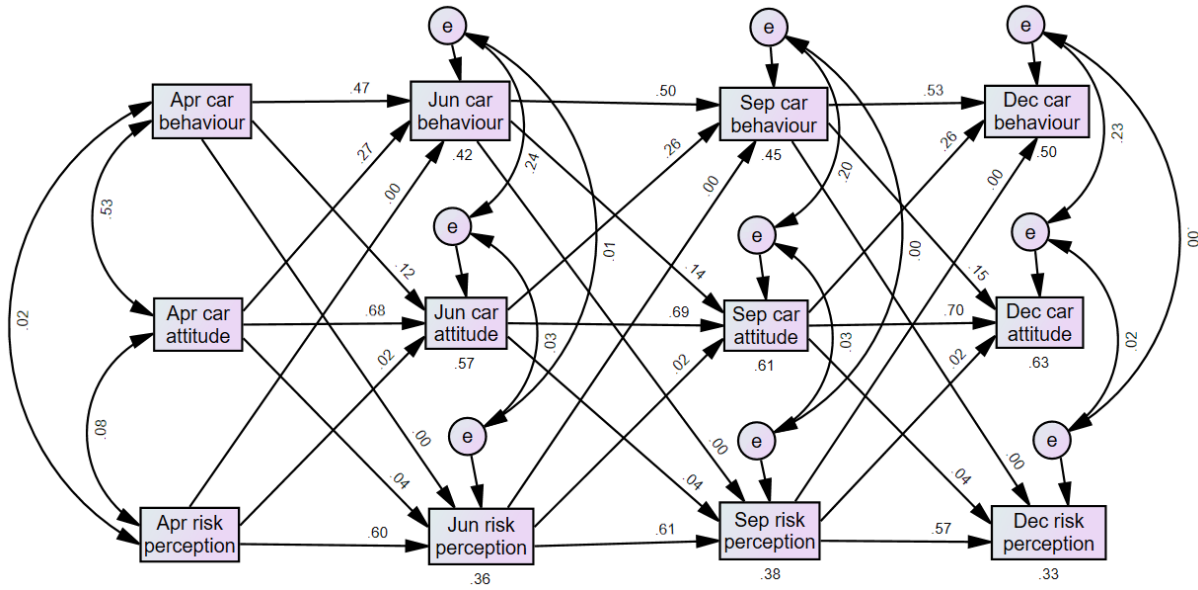 e
e
e
Apr car
behaviour
.47
Jun car
behaviour
.42
.50
Sep car
behaviour
.45
.53
Dec car
behaviour
.50
.27
.00
.24
.26
.00
.20
.26
.00
.23
.53
.12
e
.01
.14
e
.00
.15
e
.00
.02
Apr car
attitude
.68
Jun car
attitude
.57
.69
Sep car
attitude
.61
.70
Dec car
attitude
.63
.02
.03
.02
.03
.02
.02
.08
.00
.04
e
.00
.04
e
.00
.04
e
Apr risk
perception
.60
Jun risk
perception
.36
.61
Sep risk
perception
.38
.57
Dec risk
perception
.33